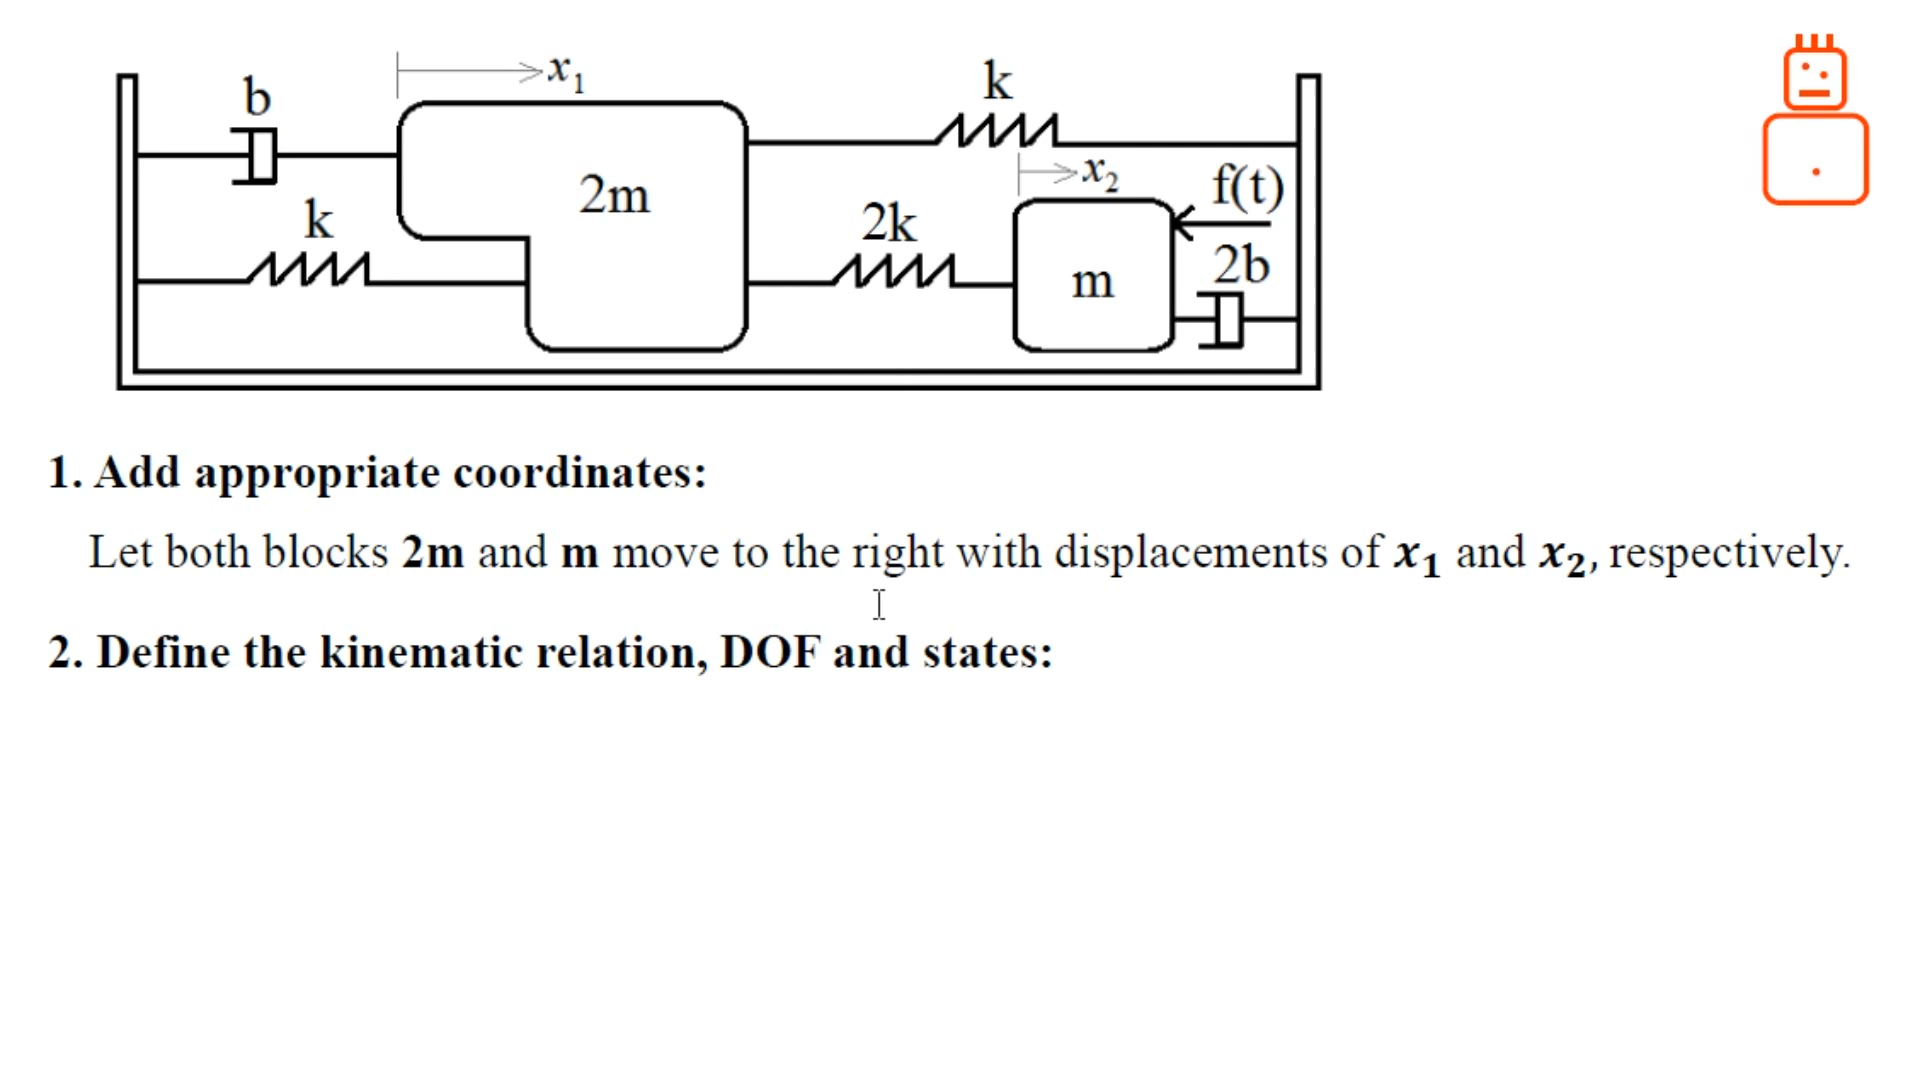 b
x₁
k
k
x₂
f(t)
2m
2k
k
2b
m
1. Add appropriate coordinates:
Let both blocks 2m and m move to the right with displacements of x₁ and x₂, respectively.
2. Define the kinematic relation, DOF and states: